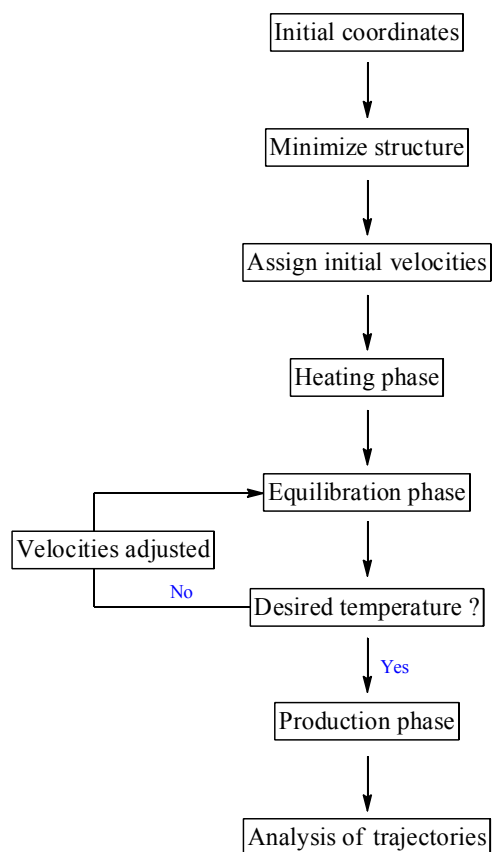 Initial coordinates
Minimize structure
Assign initial velocities
Heating phase
Equilibration phase
Velocities adjusted
No
Desired temperature ?
Yes
Production phase
Analysis of trajectories